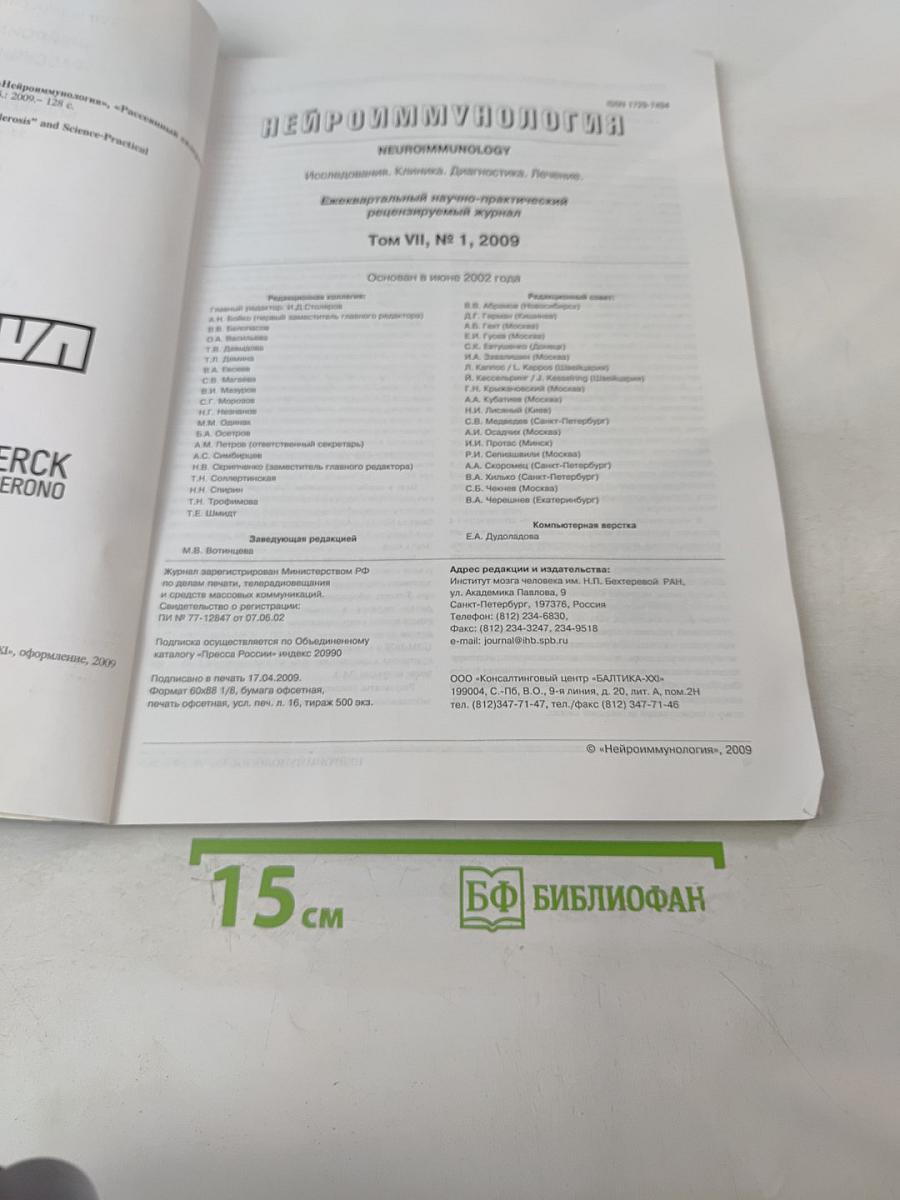 «Нейроиммунология», «Рассеянный
2009.– 128 с.
lerosis" and Science-Practical
ERCK
ERONO
XI», оформление, 2009
ISSN 1729-7494
НЕЙРОИММУНОЛОГИЯ
NEUROIMMUNOLOGY
Исследования. Клиника. Диагностика. Лечение.
Ежеквартальный научно-практический
рецензируемый журнал
Том VII, № 1, 2009
Основан в июне 2002 года
Редакционная коллегия:
Главный редактор: И.Д.Столяров
А.Н. Бойко (первый заместитель главного редактора)
В.В. Белопасов
О.А. Васильева
Т.В. Давыдова
Т.Л. Демина
В.А. Евсеев
С.В. Магаева
В.И. Мазуров
С.Г. Морозов
Н.Г. Незнанов
М.М. Одинак
Б.А. Осетров
А.М. Петров (ответственный секретарь)
А.С. Симбирцев
Н.В. Скрипченко (заместитель главного редактора)
Т.Н. Соллертинская
Н.Н. Спирин
Т.Н. Трофимова
Т.Е. Шмидт
Заведующая редакцией
М.В. Вотинцева
Редакционный совет:
В.В. Абрамов (Новосибирск)
Д.Г. Герман (Кишинев)
А.Б. Гехт (Москва)
Е.И. Гусев (Москва)
С.К. Евтушенко (Донецк)
И.А. Завалишин (Москва)
Л. Каппос / L. Kappos (Швейцария)
Й. Кессельринг / J. Kesselring (Швейцария)
Г.Н. Крыжановский (Москва)
А.А. Кубатиев (Москва)
Н.И. Лисяный (Киев)
С.В. Медведев (Санкт-Петербург)
А.И. Осадчих (Москва)
И.И. Протас (Минск)
Р.И. Сепиашвили (Москва)
А.А. Скоромец (Санкт-Петербург)
В.А. Хилько (Санкт-Петербург)
С.Б. Чекнев (Москва)
В.А. Черешнев (Екатеринбург)
Компьютерная верстка
Е.А. Дудоладова
Журнал зарегистрирован Министерством РФ
по делам печати, телерадиовещания
и средств массовых коммуникаций.
Свидетельство о регистрации:
ПИ № 77-12847 от 07.06.02
Подписка осуществляется по Объединенному
каталогу «Пресса России» индекс 20990
Подписано в печать 17.04.2009.
Формат 60х88 1/8, бумага офсетная,
печать офсетная, усл. печ. л. 16, тираж 500 экз.
Адрес редакции и издательства:
Институт мозга человека им. Н.П. Бехтеревой РАН,
ул. Академика Павлова, 9
Санкт-Петербург, 197376, Россия
Телефон: (812) 234-6830,
Факс: (812) 234-3247, 234-9518
e-mail: journal@ihb.spb.ru
ООО «Консалтинговый центр «БАЛТИКА-XXI»
199004, С.-Пб, В.О., 9-я линия, д. 20, лит. А, пом.2Н
тел. (812)347-71-47, тел./факс (812) 347-71-46
© «Нейроиммунология», 2009
15 см
БФ БИБЛИОФАН